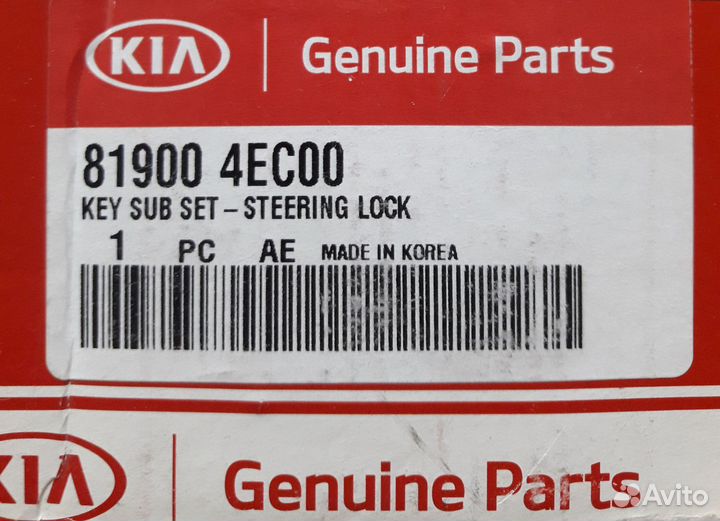 KIA Genuine Parts
81900 4EC00
KEY SUB SET - STEERING LOCK
1 PC AE MADE IN KOREA
KIA Genuine Parts
Avito